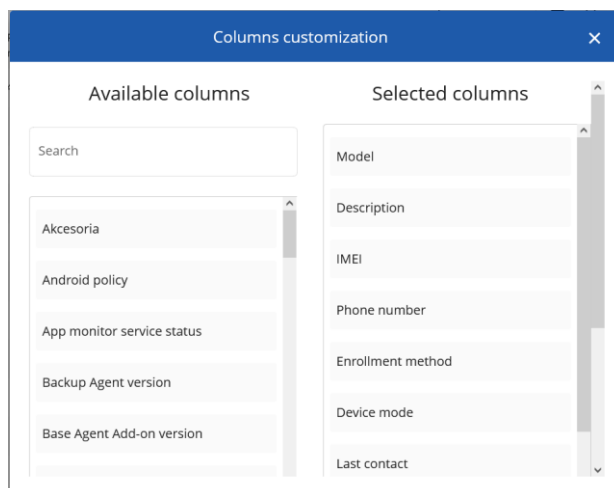 Columns customization
Available columns
Search
Akcesoria
Android policy
App monitor service status
Backup Agent version
Base Agent Add-on version
Selected columns
Model
Description
IMEI
Phone number
Enrollment method
Device mode
Last contact